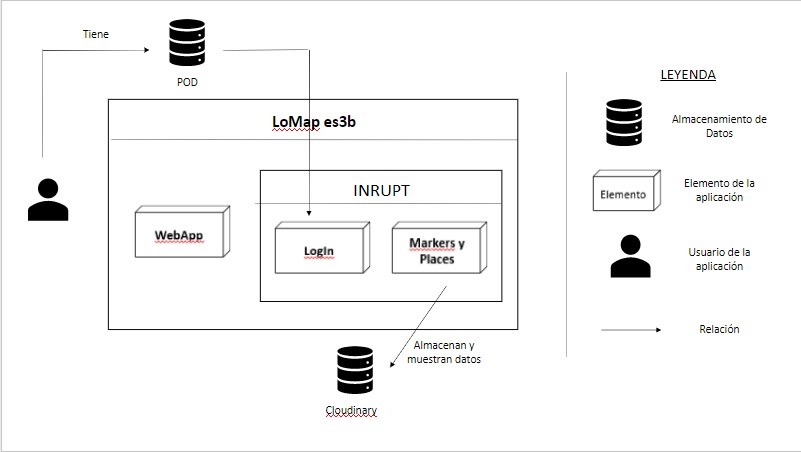 Tiene
POD
LoMap es3b
INRUPT
WebApp
LogIn
Markers y
Places
Almacenan y
muestran datos
Cloudinary
LEYENDA
Almacenamiento de
Datos
Elemento
Elemento de la
aplicación
Usuario de la
aplicación
Relación